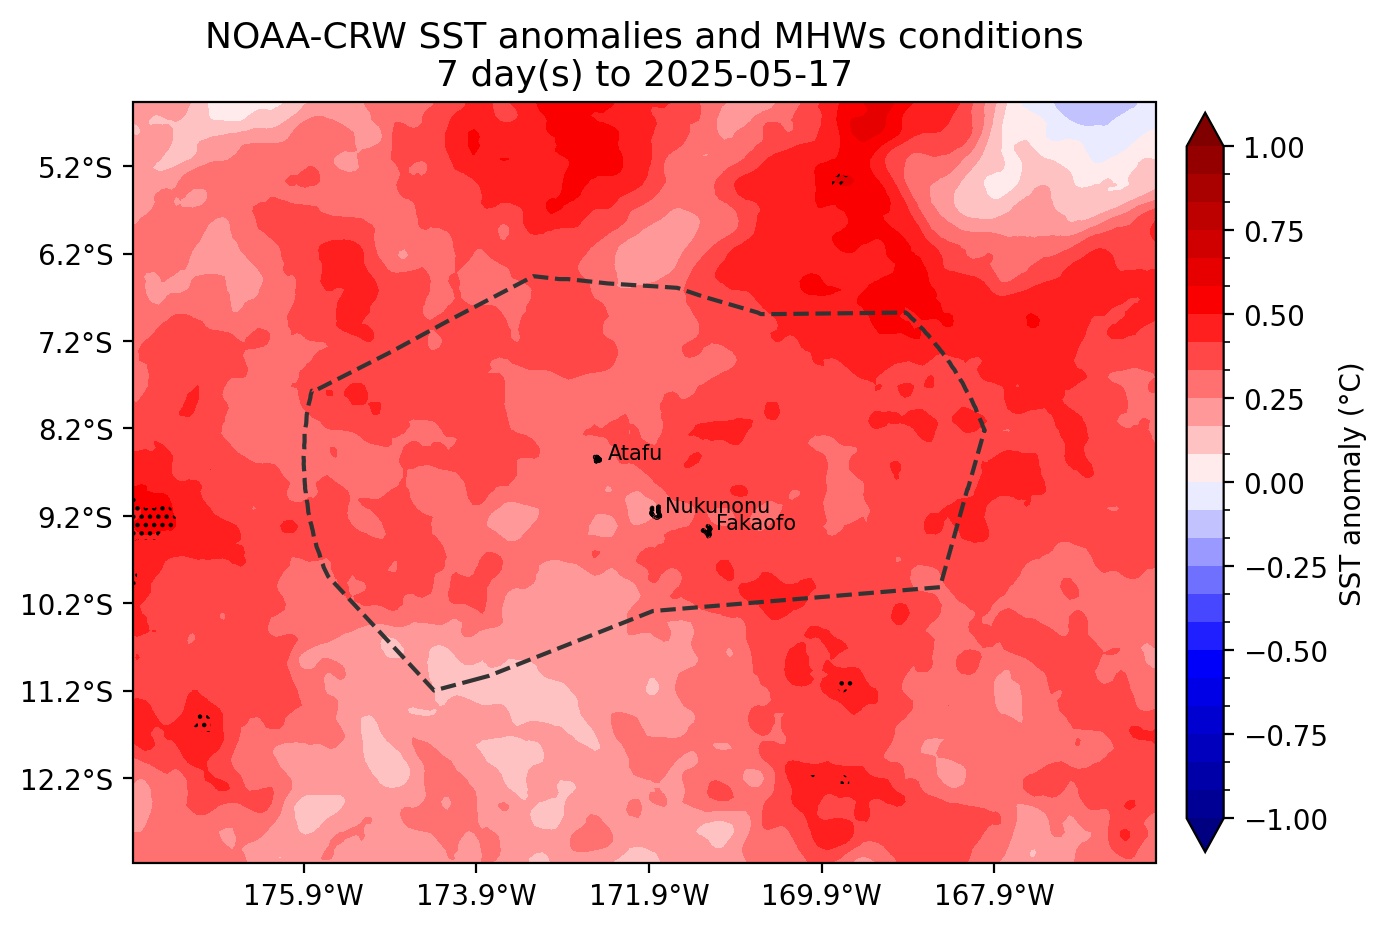 NOAA-CRW SST anomalies and MHWs conditions
7 day(s) to 2025-05-17
5.2°S
6.2°S
7.2°S
8.2°S
9.2°S
10.2°S
11.2°S
12.2°S
Atafu
Nukunonu
Fakaofo
175.9°W
173.9°W
171.9°W
169.9°W
167.9°W
1.00
0.75
0.50
0.25
0.00
−0.25
−0.50
−0.75
−1.00
SST anomaly (°C)